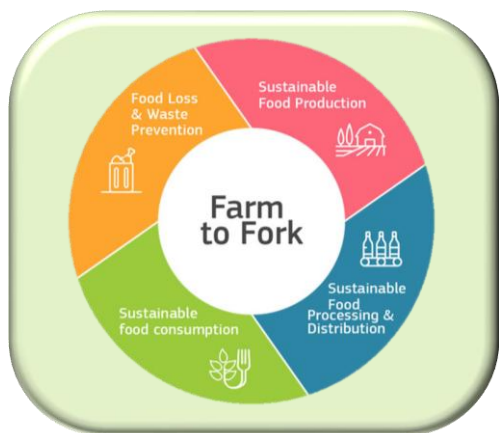 Food Loss
& Waste
Prevention
Sustainable
Food Production
Farm
to Fork
Sustainable
Food
Processing &
Distribution
Sustainable
food consumption